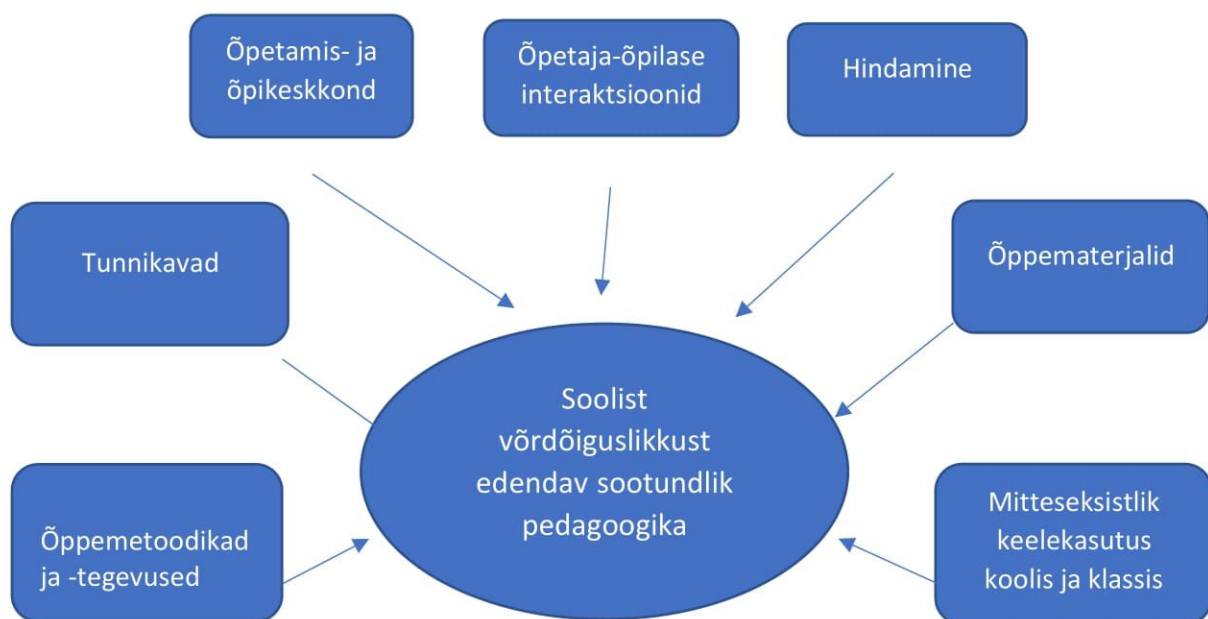 Õpetamis- ja
õpikeskkond
Õpetaja-õpilase
interaktsioonid
Hindamine
Tunnikavad
Õppematerjalid
Soolist
võrdõiguslikkust
edendav sootundlik
pedagoogika
Õppemetoodikad
ja -tegevused
Mitteseksistlik
keelekasutus
koolis ja klassis